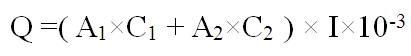 Q =( A₁×C₁ + A₂×C₂ ) × I×10⁻³